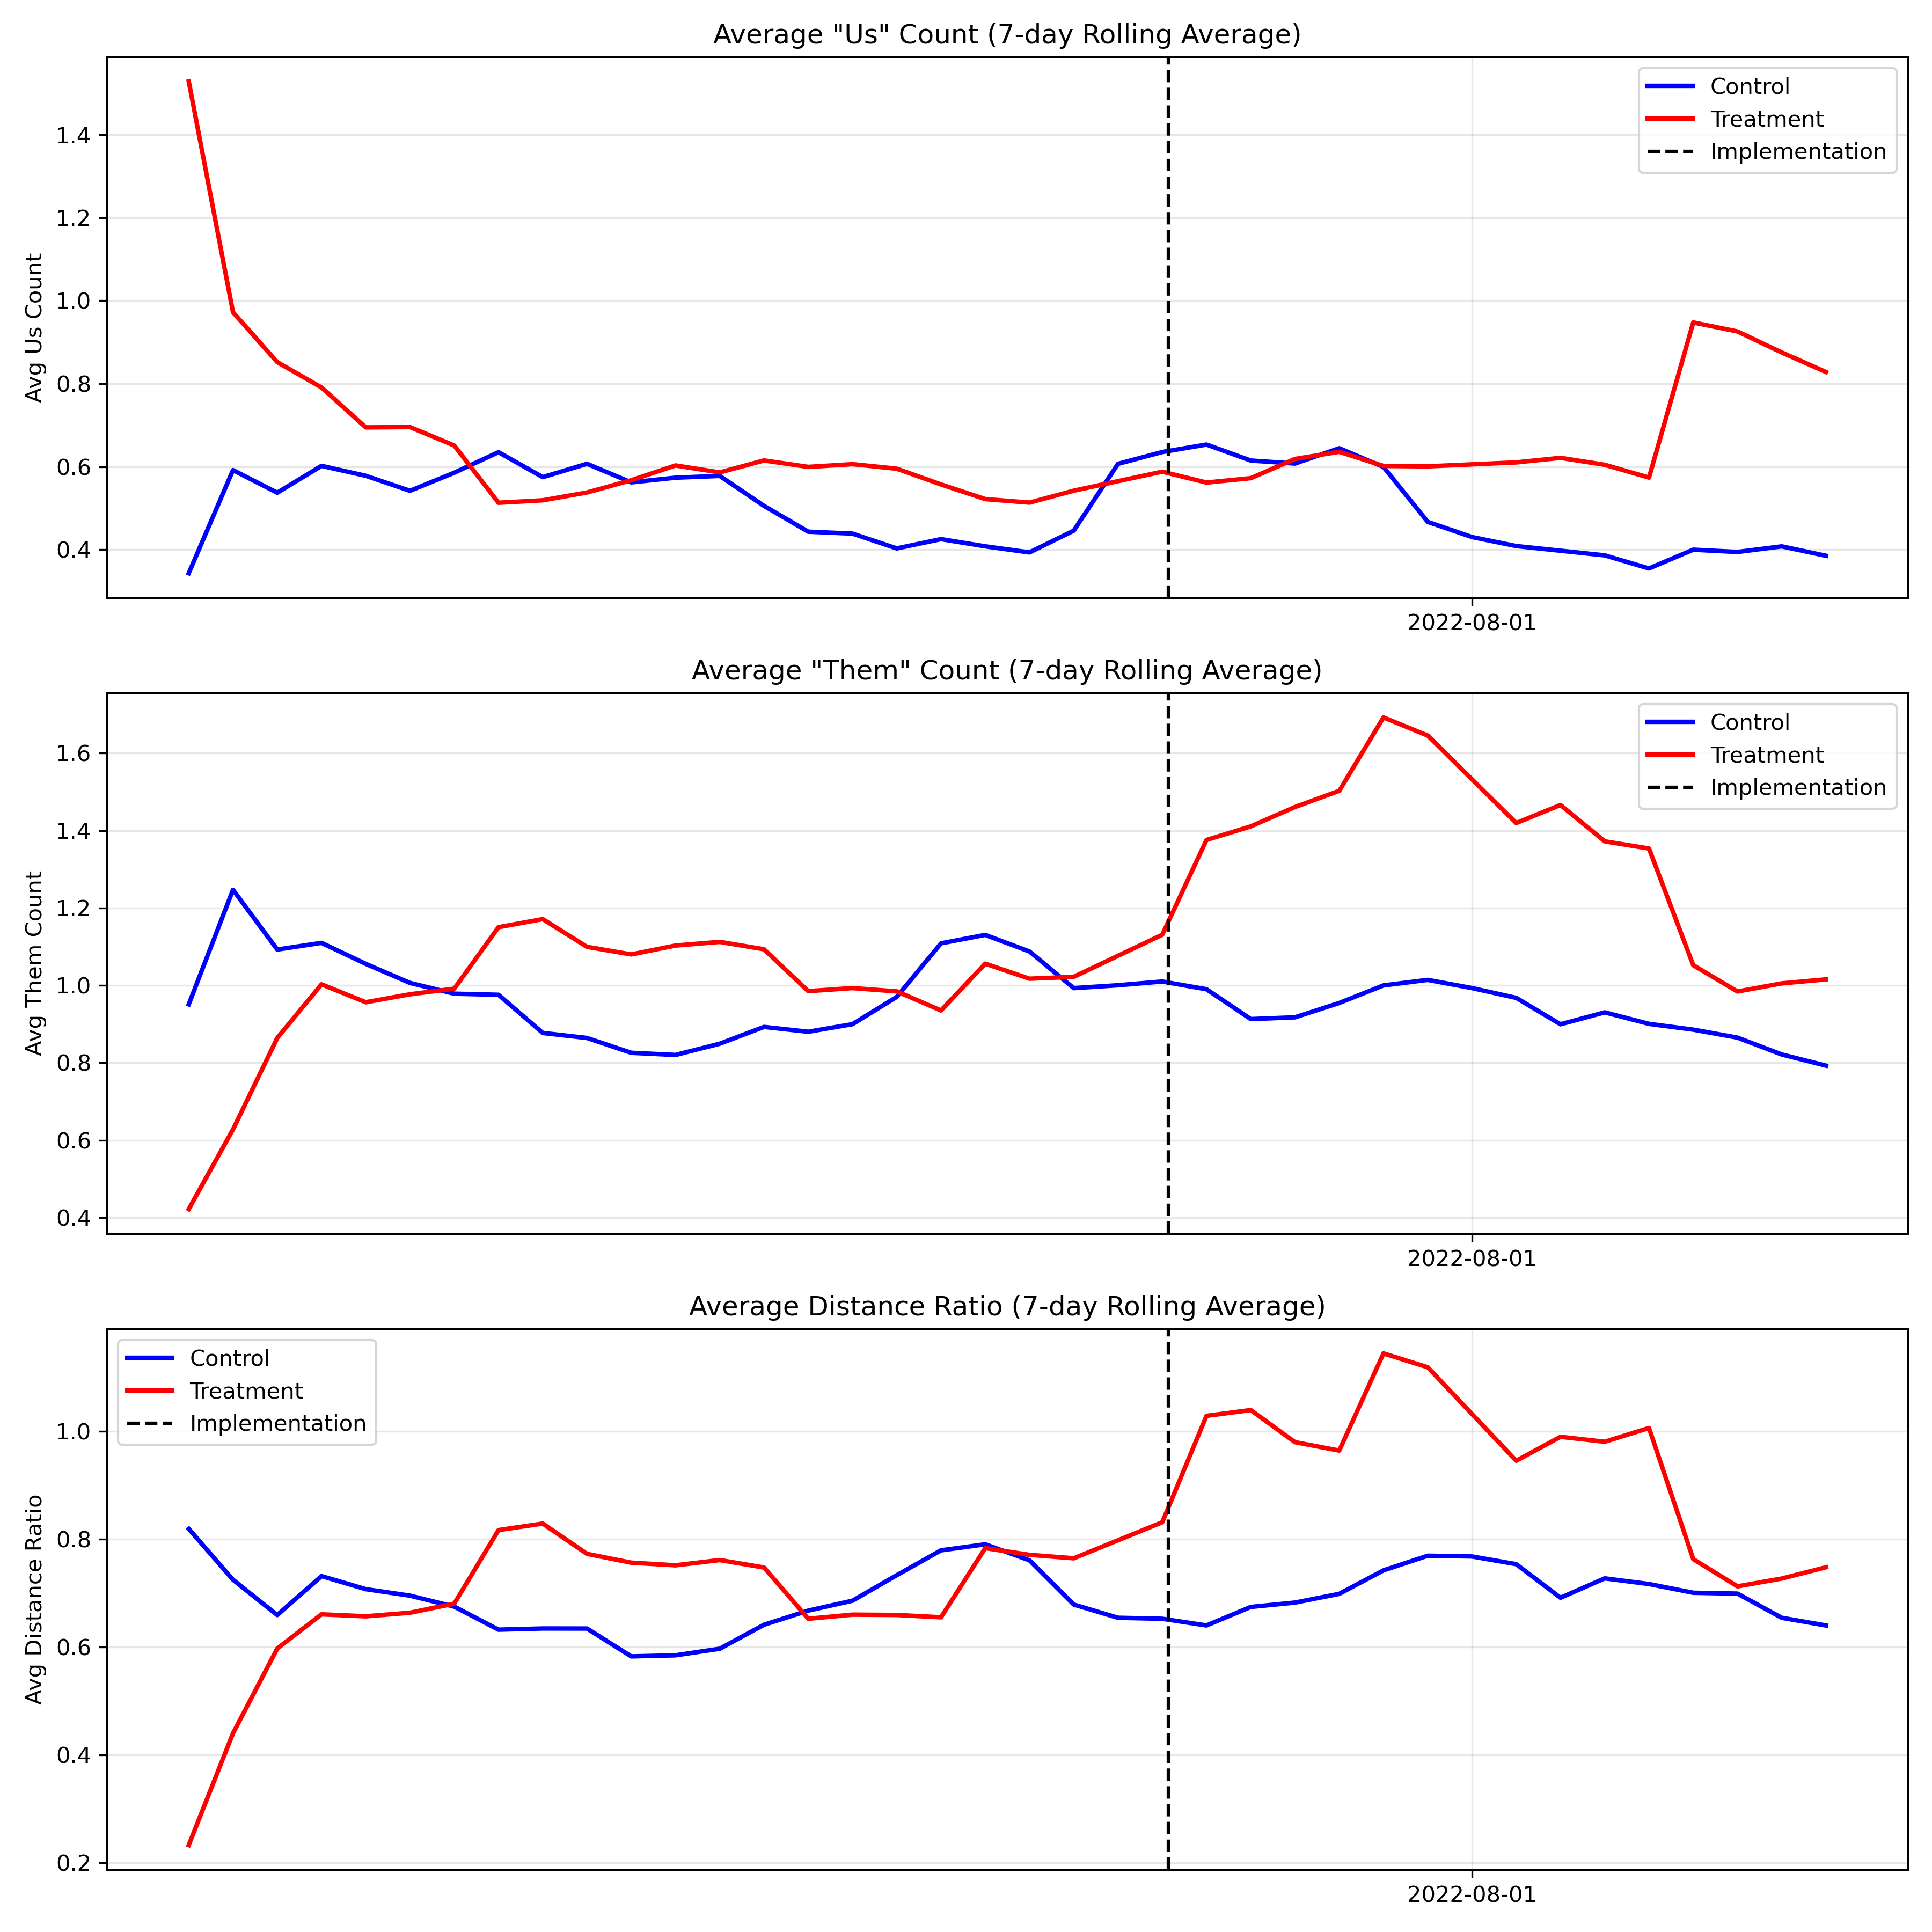 Average "Us" Count (7-day Rolling Average)
Avg Us Count
1.4
1.2
1.0
0.8
0.6
0.4
Control
Treatment
Implementation
2022-08-01
Average "Them" Count (7-day Rolling Average)
Avg Them Count
1.6
1.4
1.2
1.0
0.8
0.6
0.4
Control
Treatment
Implementation
2022-08-01
Average Distance Ratio (7-day Rolling Average)
Avg Distance Ratio
1.0
0.8
0.6
0.4
0.2
Control
Treatment
Implementation
2022-08-01